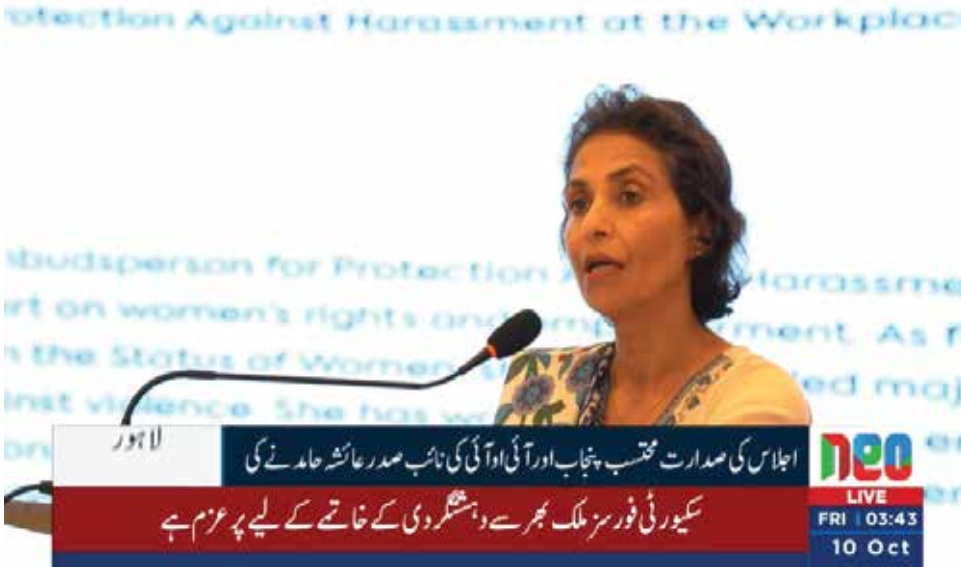 otection Against Harassment at the Workplac
budsperson for Protection Harassme
rt on women's rights and ment. As f
the Status of Women, ed maj
inst violence. She has w
لاہور
اجلاس کی صدارت محتسب پنجاب اور آئی او آئی کی نائب صدر عائشہ حامد نے کی
سکیورٹی فورسز ملک بھر سے دہشتگردی کے خاتمے کے لیے پر عزم ہے
neo
LIVE
FRI 03:43
10 Oct